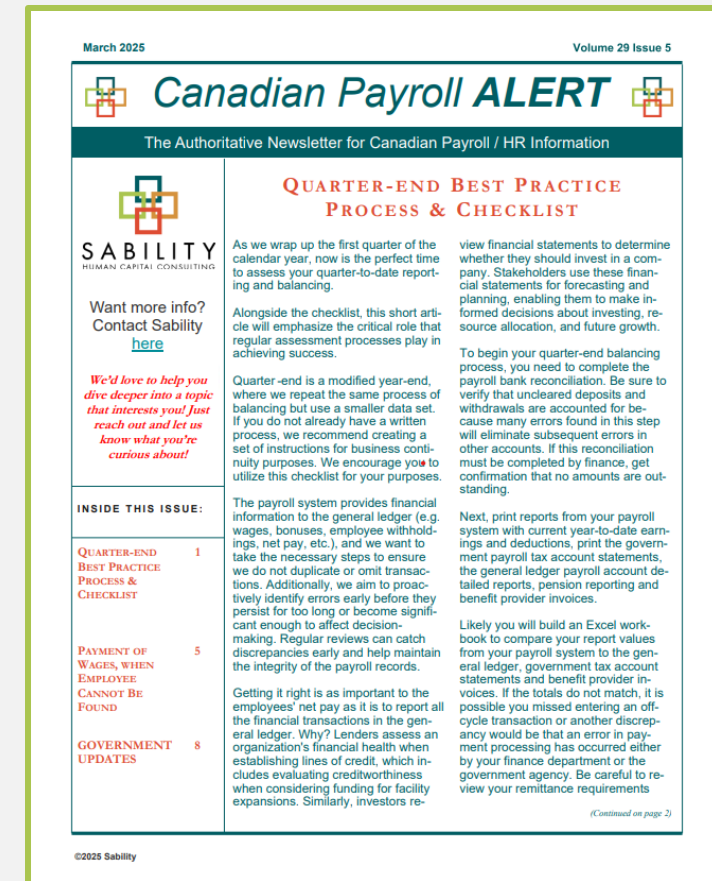 March 2025
Volume 29 Issue 5
Canadian Payroll ALERT
The Authoritative Newsletter for Canadian Payroll / HR Information
SABILITY
HUMAN CAPITAL CONSULTING
Want more info?
Contact Sability
here
We'd love to help you
dive deeper into a topic
that interests you! Just
reach out and let us
know what you're
curious about!
INSIDE THIS ISSUE:
QUARTER-END 1
BEST PRACTICE
PROCESS &
CHECKLIST
PAYMENT OF 5
WAGES, WHEN
EMPLOYEE
CANNOT BE
FOUND
GOVERNMENT 8
UPDATES
QUARTER-END BEST PRACTICE
PROCESS & CHECKLIST
As we wrap up the first quarter of the
calendar year, now is the perfect time
to assess your quarter-to-date report-
ing and balancing.
Alongside the checklist, this short arti-
cle will emphasize the critical role that
regular assessment processes play in
achieving success.
Quarter -end is a modified year-end,
where we repeat the same process of
balancing but use a smaller data set.
If you do not already have a written
process, we recommend creating a
set of instructions for business conti-
nuity purposes. We encourage you to
utilize this checklist for your purposes.
The payroll system provides financial
information to the general ledger (e.g.
wages, bonuses, employee withhold-
ings, net pay, etc.), and we want to
take the necessary steps to ensure
we do not duplicate or omit transac-
tions. Additionally, we aim to proac-
tively identify errors early before they
persist for too long or become signifi-
cant enough to affect decision-
making. Regular reviews can catch
discrepancies early and help maintain
the integrity of the payroll records.
Getting it right is as important to the
employees' net pay as it is to report all
the financial transactions in the gen-
eral ledger. Why? Lenders assess an
organization's financial health when
establishing lines of credit, which in-
cludes evaluating creditworthiness
when considering funding for facility
expansions. Similarly, investors re-
view financial statements to determine
whether they should invest in a com-
pany. Stakeholders use these finan-
cial statements for forecasting and
planning, enabling them to make in-
formed decisions about investing, re-
source allocation, and future growth.
To begin your quarter-end balancing
process, you need to complete the
payroll bank reconciliation. Be sure to
verify that uncleared deposits and
withdrawals are accounted for be-
cause many errors found in this step
will eliminate subsequent errors in
other accounts. If this reconciliation
must be completed by finance, get
confirmation that no amounts are out-
standing.
Next, print reports from your payroll
system with current year-to-date earn-
ings and deductions, print the govern-
ment payroll tax account statements,
the general ledger payroll account de-
tailed reports, pension reporting and
benefit provider invoices.
Likely you will build an Excel work-
book to compare your report values
from your payroll system to the gen-
eral ledger, government tax account
statements and benefit provider in-
voices. If the totals do not match, it is
possible you missed entering an off-
cycle transaction or another discrep-
ancy would be that an error in pay-
ment processing has occurred either
by your finance department or the
government agency. Be careful to re-
view your remittance requirements
(Continued on page 2)
©2025 Sability